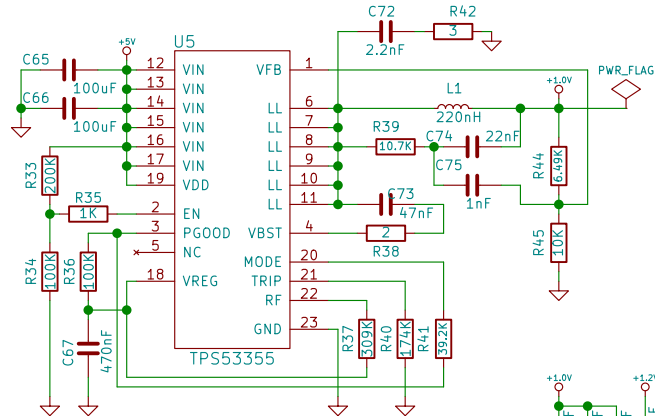 C72
R42
3
2.2nF
U5
+5V
C65
100uF
C66
100uF
12 VIN
13 VIN
14 VIN
15 VIN
16 VIN
17 VIN
19 VDD
2 EN
3 PGOOD
5 NC
18 VREG
VFB 1
LL 6
LL 7
LL 8
LL 9
LL 10
LL 11
VBST 4
MODE 20
TRIP 21
RF 22
GND 23
TPS53355
R33
200K
R35
1K
R34
100K
R36
100K
C67
470nF
L1
220nH
+1.0V
PWR_FLAG
R39
10.7K
C74
22nF
C75
1nF
C73
47nF
2
R38
R44
6.49K
R45
10K
R37
309K
R40
174K
R41
39.2K
+1.0V
+1.2V
F
F
F